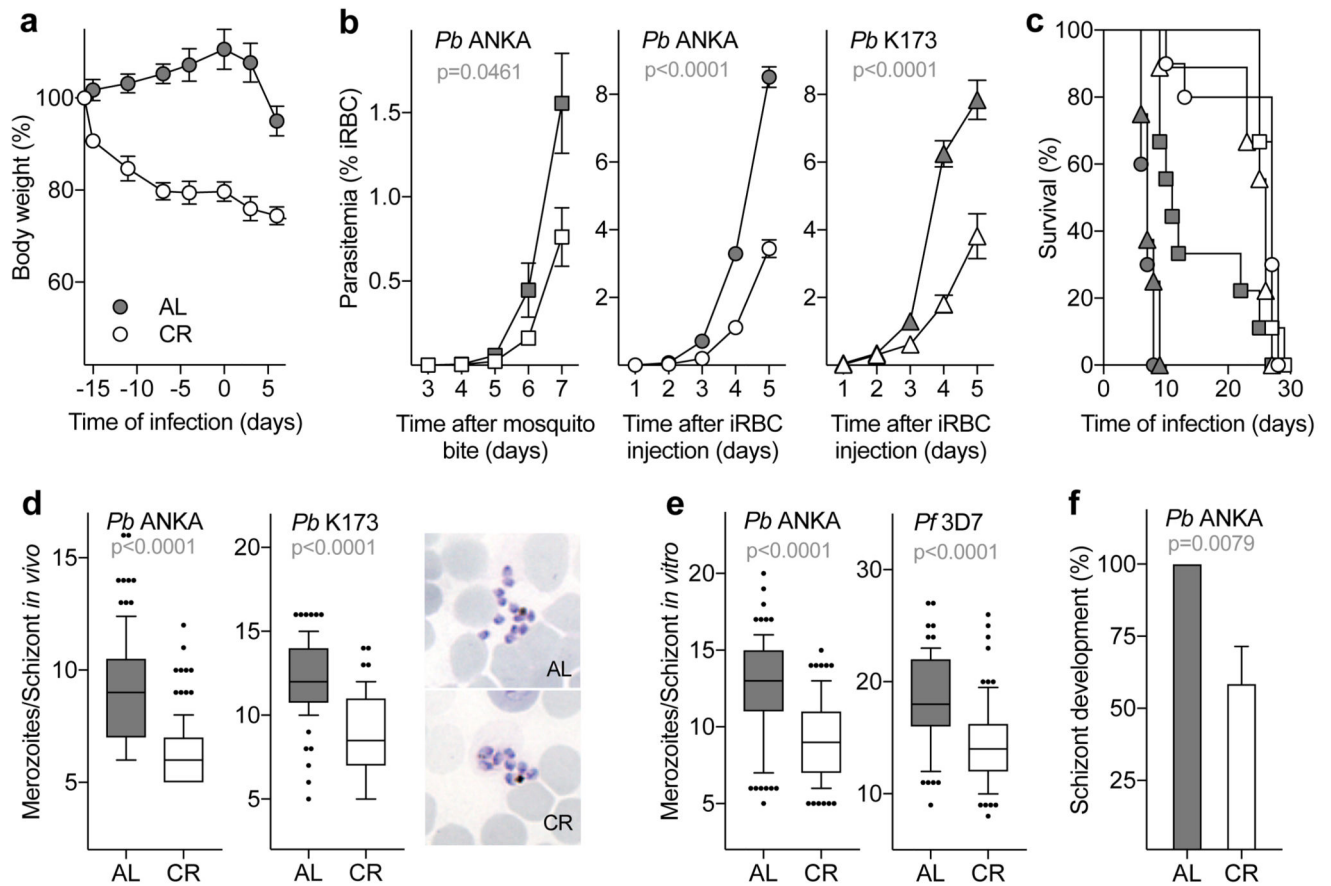 a
100
80
60
Body weight (%)
AL
CR
-15 -10 -5 0 5
Time of infection (days)
b
Pb ANKA
p=0.0461
1.5
1.0
0.5
Parasitemia (% iRBC)
3 4 5 6 7
Time after mosquito
bite (days)
Pb ANKA
p<0.0001
8
6
4
2
1 2 3 4 5
Time after iRBC
injection (days)
Pb K173
p<0.0001
8
6
4
2
1 2 3 4 5
Time after iRBC
injection (days)
c
100
80
60
40
20
0
Survival (%)
0 10 20 30
Time of infection (days)
d
Pb ANKA
p<0.0001
15
10
5
Merozoites/Schizont in vivo
AL CR
Pb K173
p<0.0001
20
15
10
5
AL CR
AL
CR
e
Pb ANKA
p<0.0001
20
15
10
5
Merozoites/Schizont in vitro
AL CR
Pf 3D7
p<0.0001
30
20
10
AL CR
f
Pb ANKA
p=0.0079
100
75
50
25
Schizont development (%)
AL CR